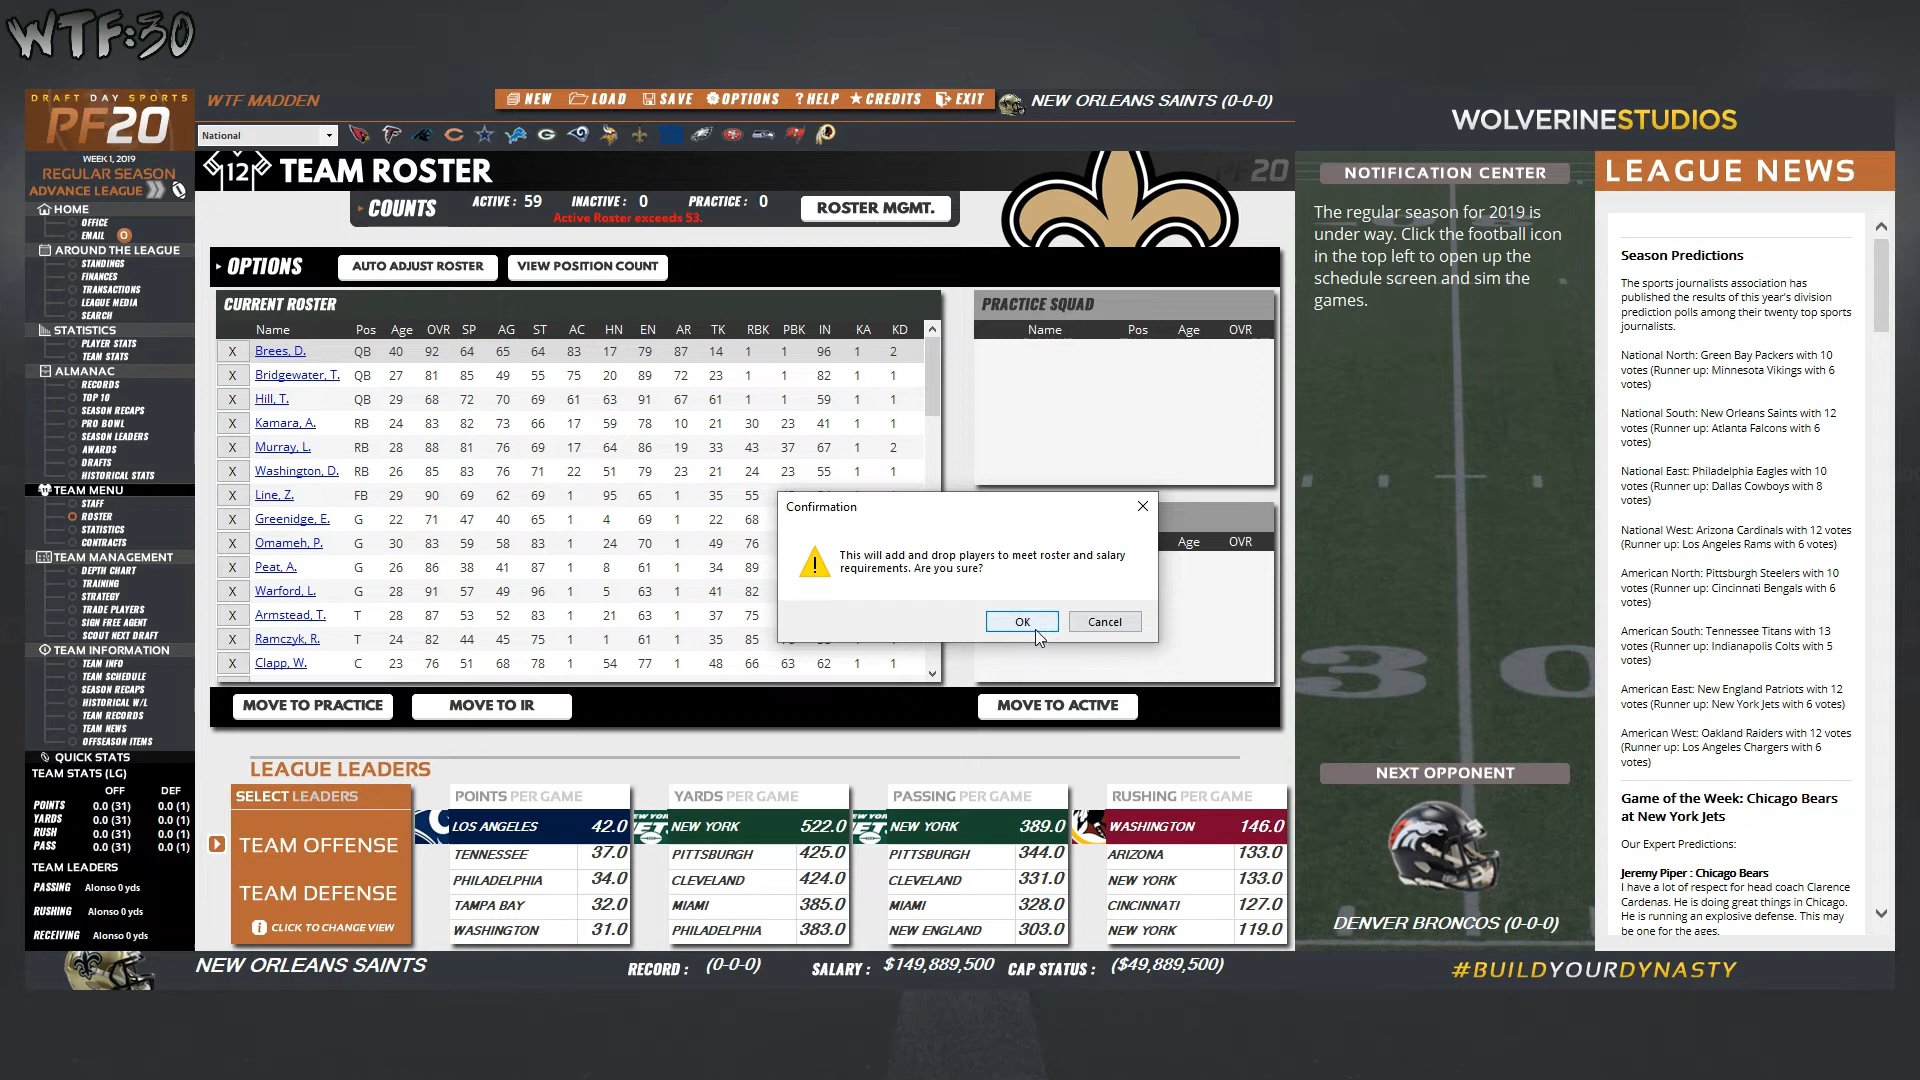 WTF:30
DRAFT DAY SPORTS
PF20
WTF MADDEN
NEW LOAD SAVE OPTIONS ? HELP CREDITS EXIT
NEW ORLEANS SAINTS (0-0-0)
WOLVERINESTUDIOS
National
WEEK 1, 2019
REGULAR SEASON
ADVANCE LEAGUE
HOME
OFFICE
EMAIL 0
AROUND THE LEAGUE
STANDINGS
FINANCES
TRANSACTIONS
LEAGUE MEDIA
SEARCH
STATISTICS
PLAYER STATS
TEAM STATS
ALMANAC
RECORDS
TOP 10
SEASON RECAPS
PRO BOWL
SEASON LEADERS
AWARDS
DRAFTS
HISTORICAL STATS
TEAM MENU
STAFF
ROSTER
STATISTICS
CONTRACTS
TEAM MANAGEMENT
DEPTH CHART
TRAINING
STRATEGY
TRADE PLAYERS
SIGN FREE AGENT
SCOUT NEXT DRAFT
TEAM INFORMATION
TEAM INFO
TEAM SCHEDULE
SEASON RECAPS
HISTORICAL W/L
TEAM RECORDS
TEAM NEWS
OFFSEASON ITEMS
QUICK STATS
TEAM STATS (LG)
OFF DEF
POINTS 0.0 (31) 0.0 (1)
YARDS 0.0 (31) 0.0 (1)
RUSH 0.0 (31) 0.0 (1)
PASS 0.0 (31) 0.0 (1)
TEAM LEADERS
PASSING Alonso 0 yds
RUSHING Alonso 0 yds
RECEIVING Alonso 0 yds
12 TEAM ROSTER
PF20
COUNTS ACTIVE : 59 INACTIVE : 0 PRACTICE : 0
Active Roster exceeds 53.
ROSTER MGMT.
OPTIONS AUTO ADJUST ROSTER VIEW POSITION COUNT
CURRENT ROSTER
Name Pos Age OVR SP AG ST AC HN EN AR TK RBK PBK IN KA KD
X Brees, D. QB 40 92 64 65 64 83 17 79 87 14 1 1 96 1 2
X Bridgewater, T. QB 27 81 85 49 55 75 20 89 72 23 1 1 82 1 1
X Hill, T. QB 29 68 72 70 69 61 63 91 67 61 1 1 59 1 1
X Kamara, A. RB 24 83 82 73 66 17 59 78 10 21 30 23 41 1 1
X Murray, L. RB 28 88 81 76 69 17 64 86 19 33 43 37 67 1 2
X Washington, D. RB 26 85 83 76 71 22 51 79 23 21 24 23 55 1 1
X Line, Z. FB 29 90 69 62 69 1 95 65 1 35 55
X Greenidge, E. G 22 71 47 40 65 1 4 69 1 22 68
X Omameh, P. G 30 83 59 58 83 1 24 70 1 49 76
X Peat, A. G 26 86 38 41 87 1 8 61 1 34 89
X Warford, L. G 28 91 57 49 96 1 5 63 1 41 82
X Armstead, T. T 28 87 53 52 83 1 21 63 1 37 75
X Ramczyk, R. T 24 82 44 45 75 1 1 61 1 35 85
X Clapp, W. C 23 76 51 68 78 1 54 77 1 48 66 63 62 1 1
PRACTICE SQUAD
Name Pos Age OVR
Age OVR
Confirmation
This will add and drop players to meet roster and salary
requirements. Are you sure?
OK Cancel
MOVE TO PRACTICE MOVE TO IR MOVE TO ACTIVE
LEAGUE LEADERS
SELECT LEADERS
TEAM OFFENSE
TEAM DEFENSE
CLICK TO CHANGE VIEW
POINTS PER GAME
LOS ANGELES 42.0
TENNESSEE 37.0
PHILADELPHIA 34.0
TAMPA BAY 32.0
WASHINGTON 31.0
YARDS PER GAME
NEW YORK 522.0
PITTSBURGH 425.0
CLEVELAND 424.0
MIAMI 385.0
PHILADELPHIA 383.0
PASSING PER GAME
NEW YORK 389.0
PITTSBURGH 344.0
CLEVELAND 331.0
MIAMI 328.0
NEW ENGLAND 303.0
RUSHING PER GAME
WASHINGTON 146.0
ARIZONA 133.0
NEW YORK 133.0
CINCINNATI 127.0
NEW YORK 119.0
NEW ORLEANS SAINTS RECORD : (0-0-0) SALARY : $149,889,500 CAP STATUS : ($49,889,500)
NOTIFICATION CENTER
The regular season for 2019 is
under way. Click the football icon
in the top left to open up the
schedule screen and sim the
games.
3 0
NEXT OPPONENT
DENVER BRONCOS (0-0-0)
LEAGUE NEWS
Season Predictions
The sports journalists association has
published the results of this year's division
prediction polls among their twenty top sports
journalists.
National North: Green Bay Packers with 10
votes (Runner up: Minnesota Vikings with 6
votes)
National South: New Orleans Saints with 12
votes (Runner up: Atlanta Falcons with 6
votes)
National East: Philadelphia Eagles with 10
votes (Runner up: Dallas Cowboys with 8
votes)
National West: Arizona Cardinals with 12 votes
(Runner up: Los Angeles Rams with 6 votes)
American North: Pittsburgh Steelers with 10
votes (Runner up: Cincinnati Bengals with 6
votes)
American South: Tennessee Titans with 13
votes (Runner up: Indianapolis Colts with 5
votes)
American East: New England Patriots with 12
votes (Runner up: New York Jets with 6 votes)
American West: Oakland Raiders with 12 votes
(Runner up: Los Angeles Chargers with 6
votes)
Game of the Week: Chicago Bears
at New York Jets
Our Expert Predictions:
Jeremy Piper : Chicago Bears
I have a lot of respect for head coach Clarence
Cardenas. He is doing great things in Chicago.
He is running an explosive defense. This may
be one for the ages.
#BUILDYOURDYNASTY